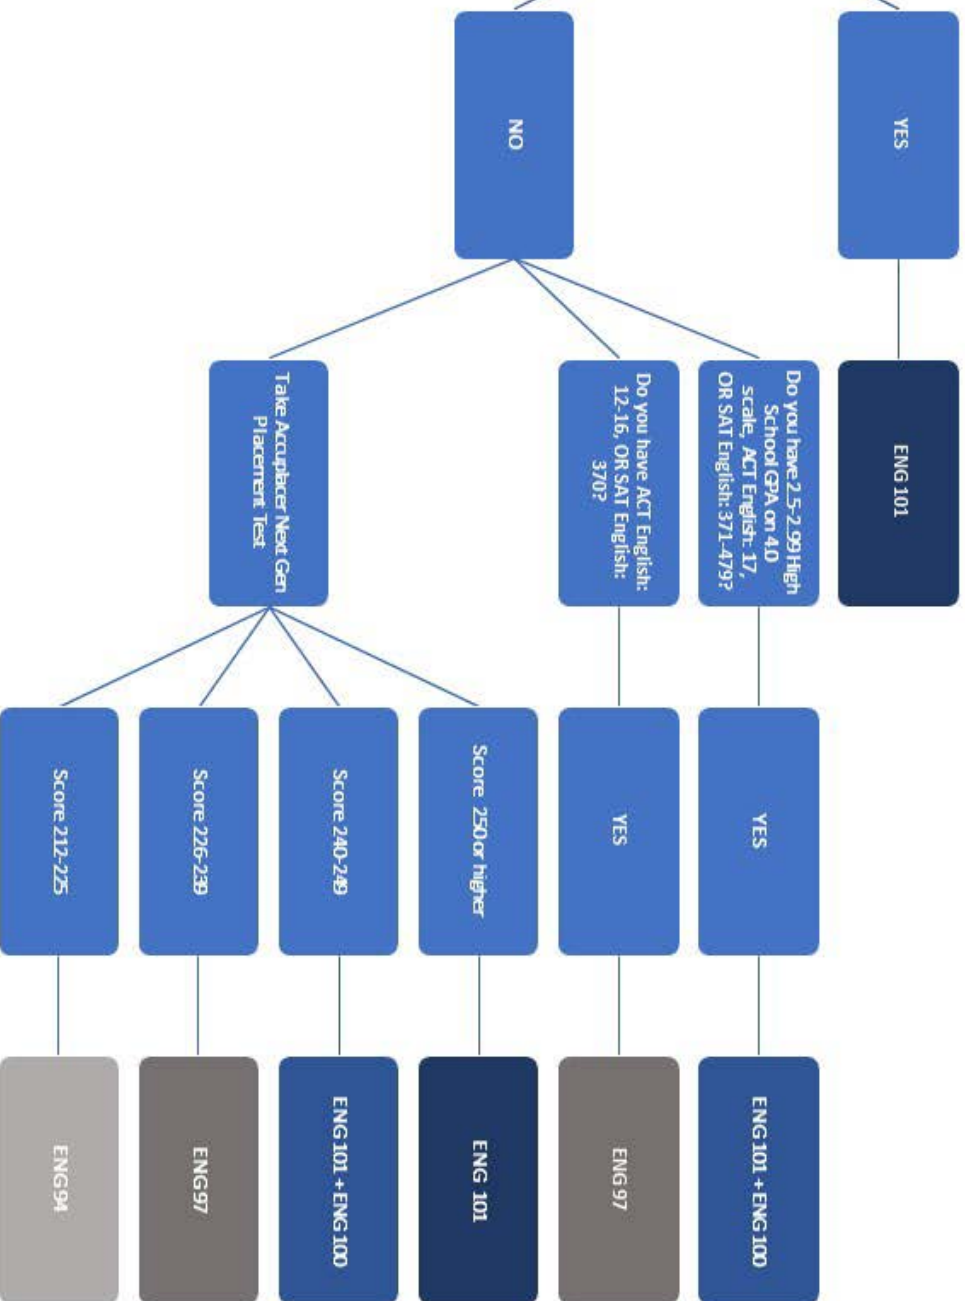 YES
ENG 101
Do you have 2.5-2.99 High
School GPA on 4.0
scale, ACT English: 17,
OR SAT English: 371-479?
YES
ENG 101 + ENG 100
NO
Do you have ACT English:
12-16, OR SAT English:
370?
YES
ENG 97
Take Accuplacer Next Gen
Placement Test
Score 250 or higher
ENG 101
Score 240-249
ENG 101 + ENG 100
Score 226-239
ENG 97
Score 212-225
ENG 94